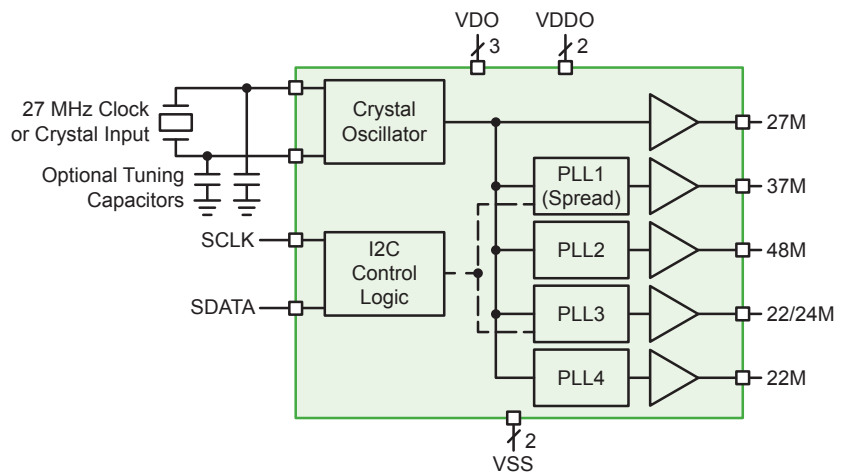 VDO
3
VDDO
2
27 MHz Clock
or Crystal Input
Optional Tuning
Capacitors
Crystal
Oscillator
27M
PLL1
(Spread)
37M
SCLK
SDATA
I2C
Control
Logic
PLL2
48M
PLL3
22/24M
PLL4
22M
2
VSS